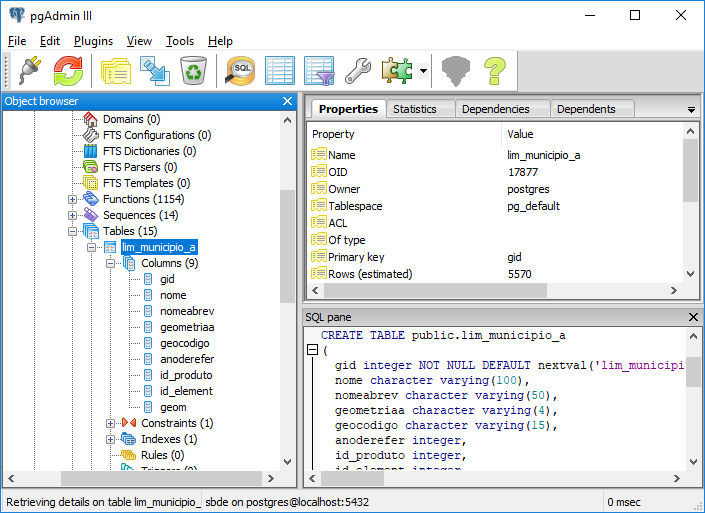 pgAdmin III
File Edit Plugins View Tools Help
SQL
Object browser
Domains (0)
FTS Configurations (0)
FTS Dictionaries (0)
FTS Parsers (0)
FTS Templates (0)
Functions (1154)
Sequences (14)
Tables (15)
lim_municipio_a
Columns (9)
gid
nome
nomeabrev
geometriaa
geocodigo
anoderefer
id_produto
id_element
geom
Constraints (1)
Indexes (1)
Rules (0)
Triggers (0)
Properties Statistics Dependencies Dependents
Property Value
Name lim_municipio_a
OID 17877
Owner postgres
Tablespace pg_default
ACL
Of type
Primary key gid
Rows (estimated) 5570
SQL pane
CREATE TABLE public.lim_municipio_a
(
gid integer NOT NULL DEFAULT nextval('lim_municipi
nome character varying(100),
nomeabrev character varying(50),
geometriaa character varying(4),
geocodigo character varying(15),
anoderefer integer,
id_produto integer,
id_element integer,
Retrieving details on table lim_municipio_ sbde on postgres@localhost:5432 0 msec